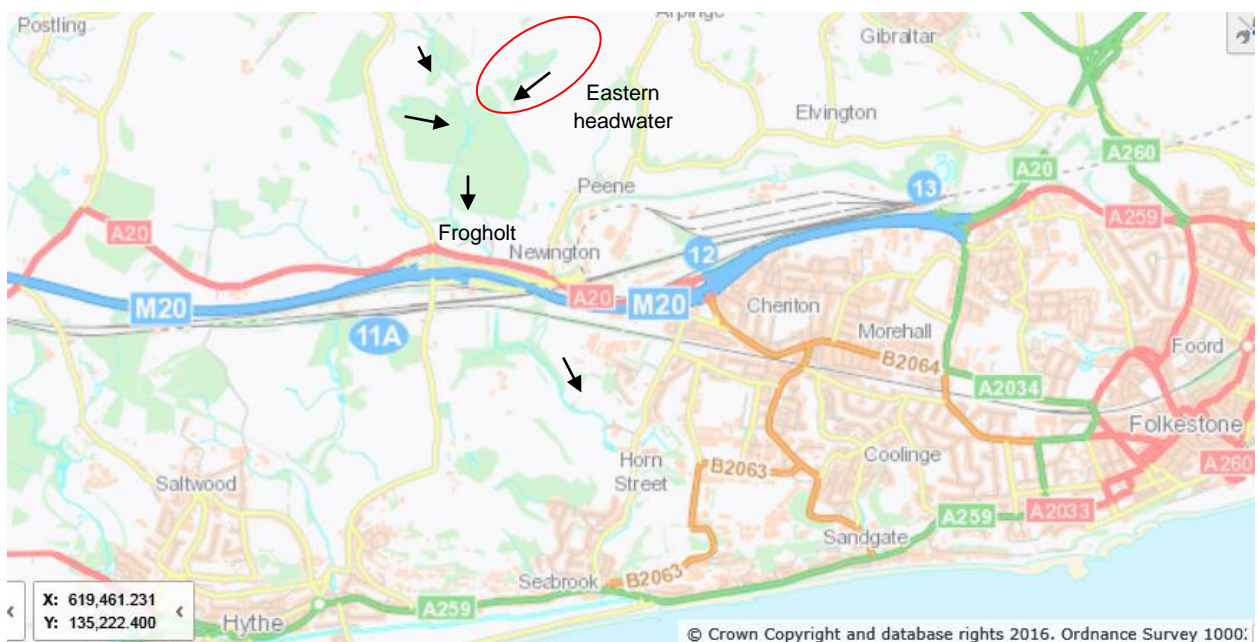 Postling
Arpinge
Gibraltar
Eastern
headwater
Elvington
A260
A20
13
Peene
A259
A20
Frogholt
Newington
12
A20
M20
M20
Cheriton
11A
Morehall
Foord
B2064
A2034
Folkestone
Horn
Street
B2063
Coolinge
A260
Saltwood
A259
A2033
Sandgate
Seabrook
B2063
X: 619,461.231
Y: 135,222.400
Hythe
A259
© Crown Copyright and database rights 2016. Ordnance Survey 1000